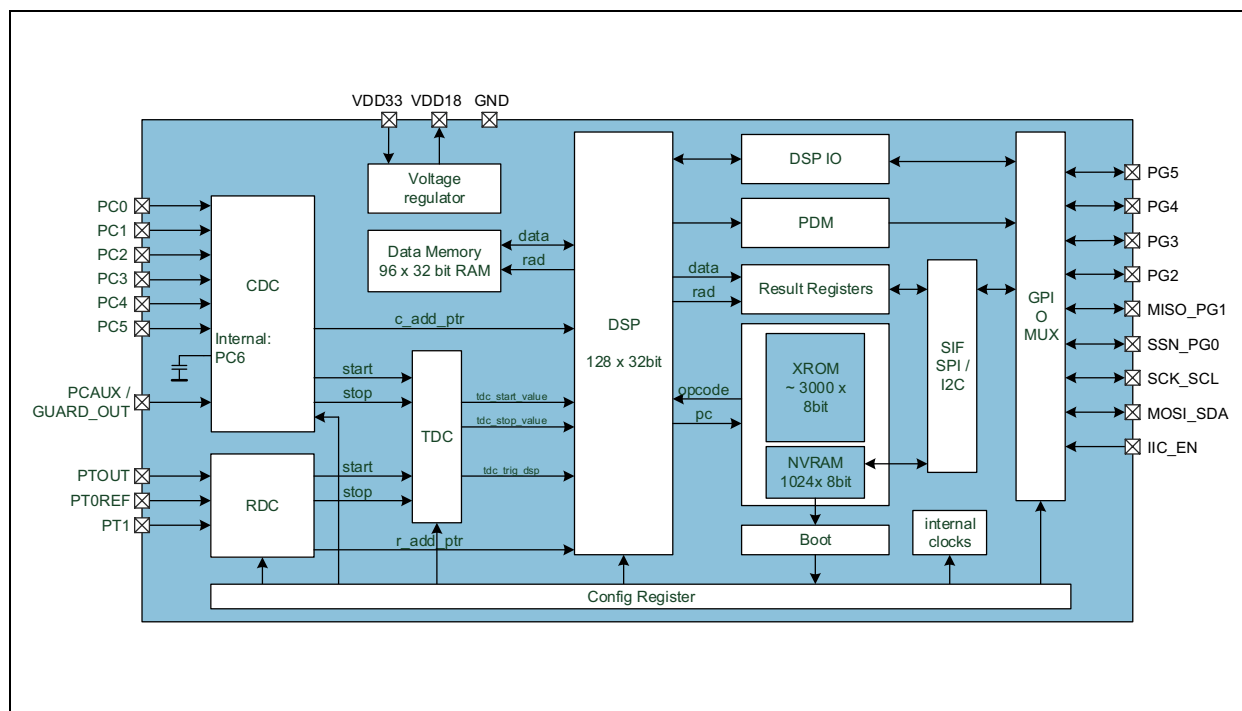 VDD33 VDD18 GND
Voltage
regulator
DSP IO
PG5
PC0
PG4
PC1
data
PDM
PC2
Data Memory
96 x 32 bit RAM
PG3
rad
PC3
CDC
data
PG2
PC4
rad
Result Registers
GPI
O
MUX
MISO_PG1
PC5
c_add_ptr
DSP
128 x 32bit
Internal:
PC6
SSN_PG0
start
XROM
~ 3000 x
8bit
SIF
SPI /
I2C
SCK_SCL
PCAUX /
GUARD_OUT
stop
tdc_start_value
opcode
MOSI_SDA
TDC
tdc_stop_value
pc
IIC_EN
PTOUT
start
tdc_trig_dsp
NVRAM
1024x 8bit
PT0REF
RDC
stop
PT1
internal
clocks
r_add_ptr
Boot
Config Register